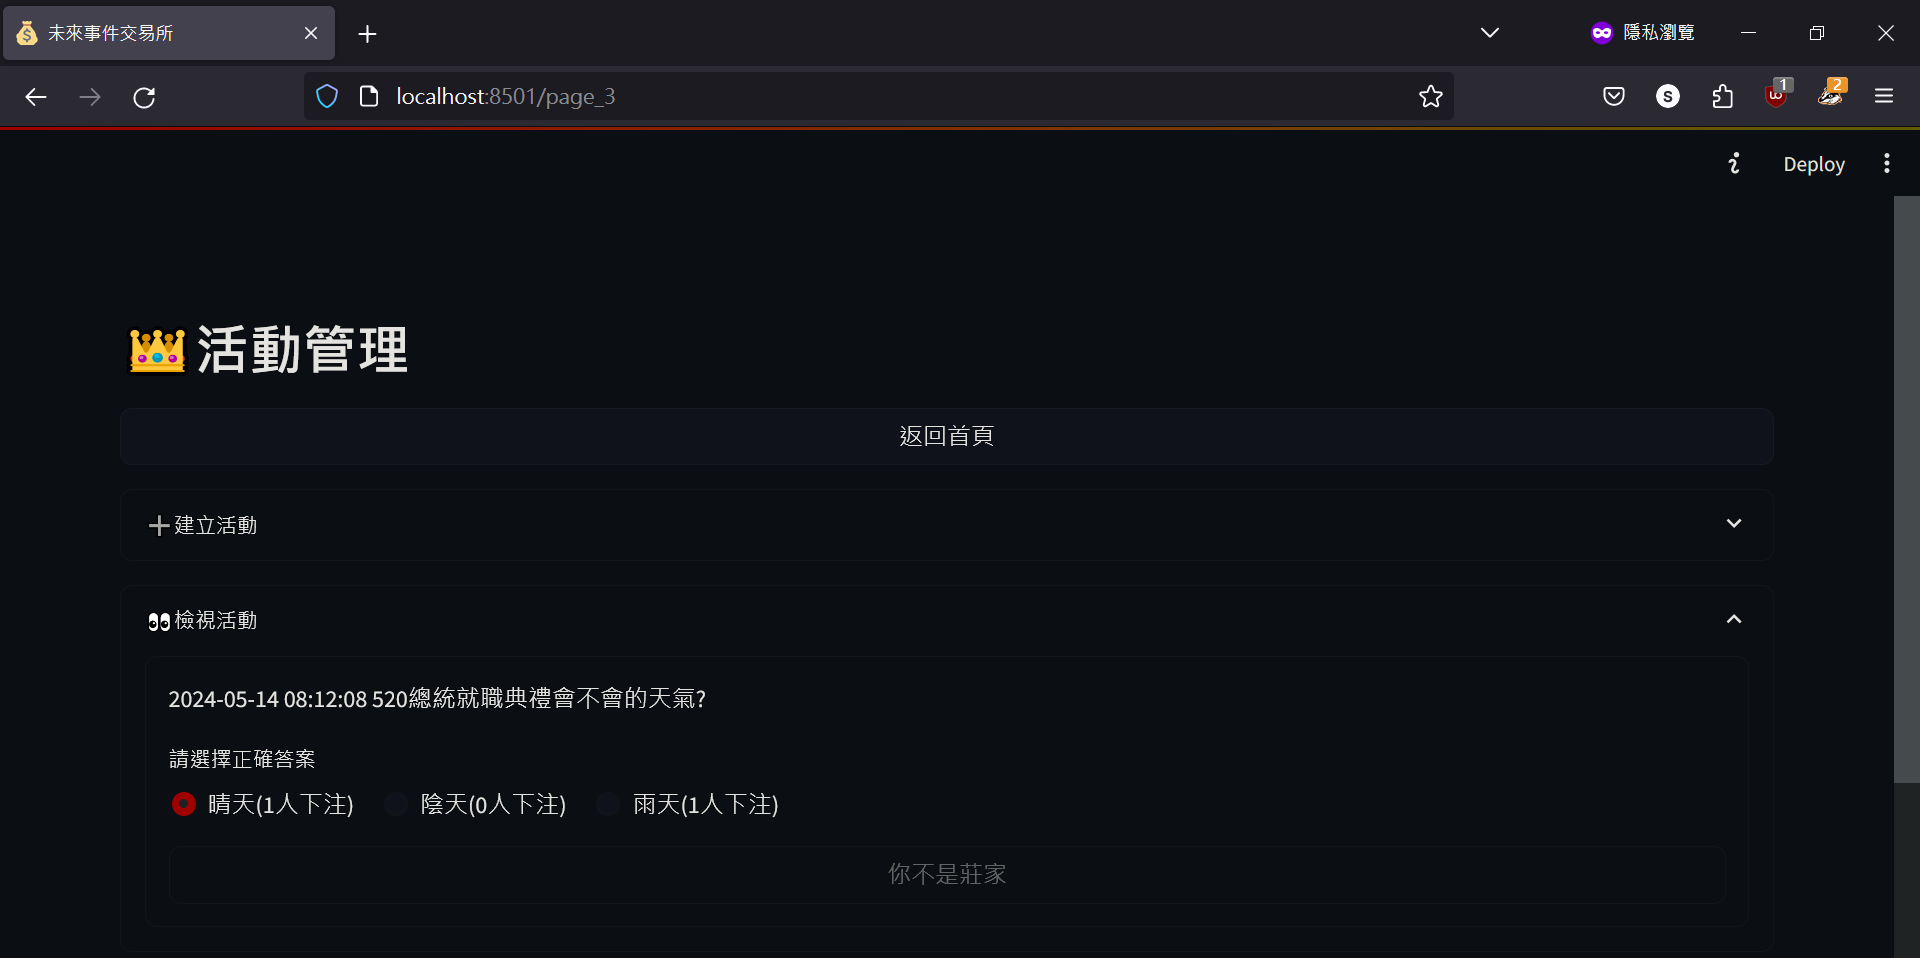 未來事件交易所
隱私瀏覽
localhost:8501/page_3
S
1
2
Deploy
活動管理
返回首頁
建立活動
檢視活動
2024-05-14 08:12:08 520總統就職典禮會不會的天氣?
請選擇正確答案
晴天(1人下注) 陰天(0人下注) 雨天(1人下注)
你不是莊家